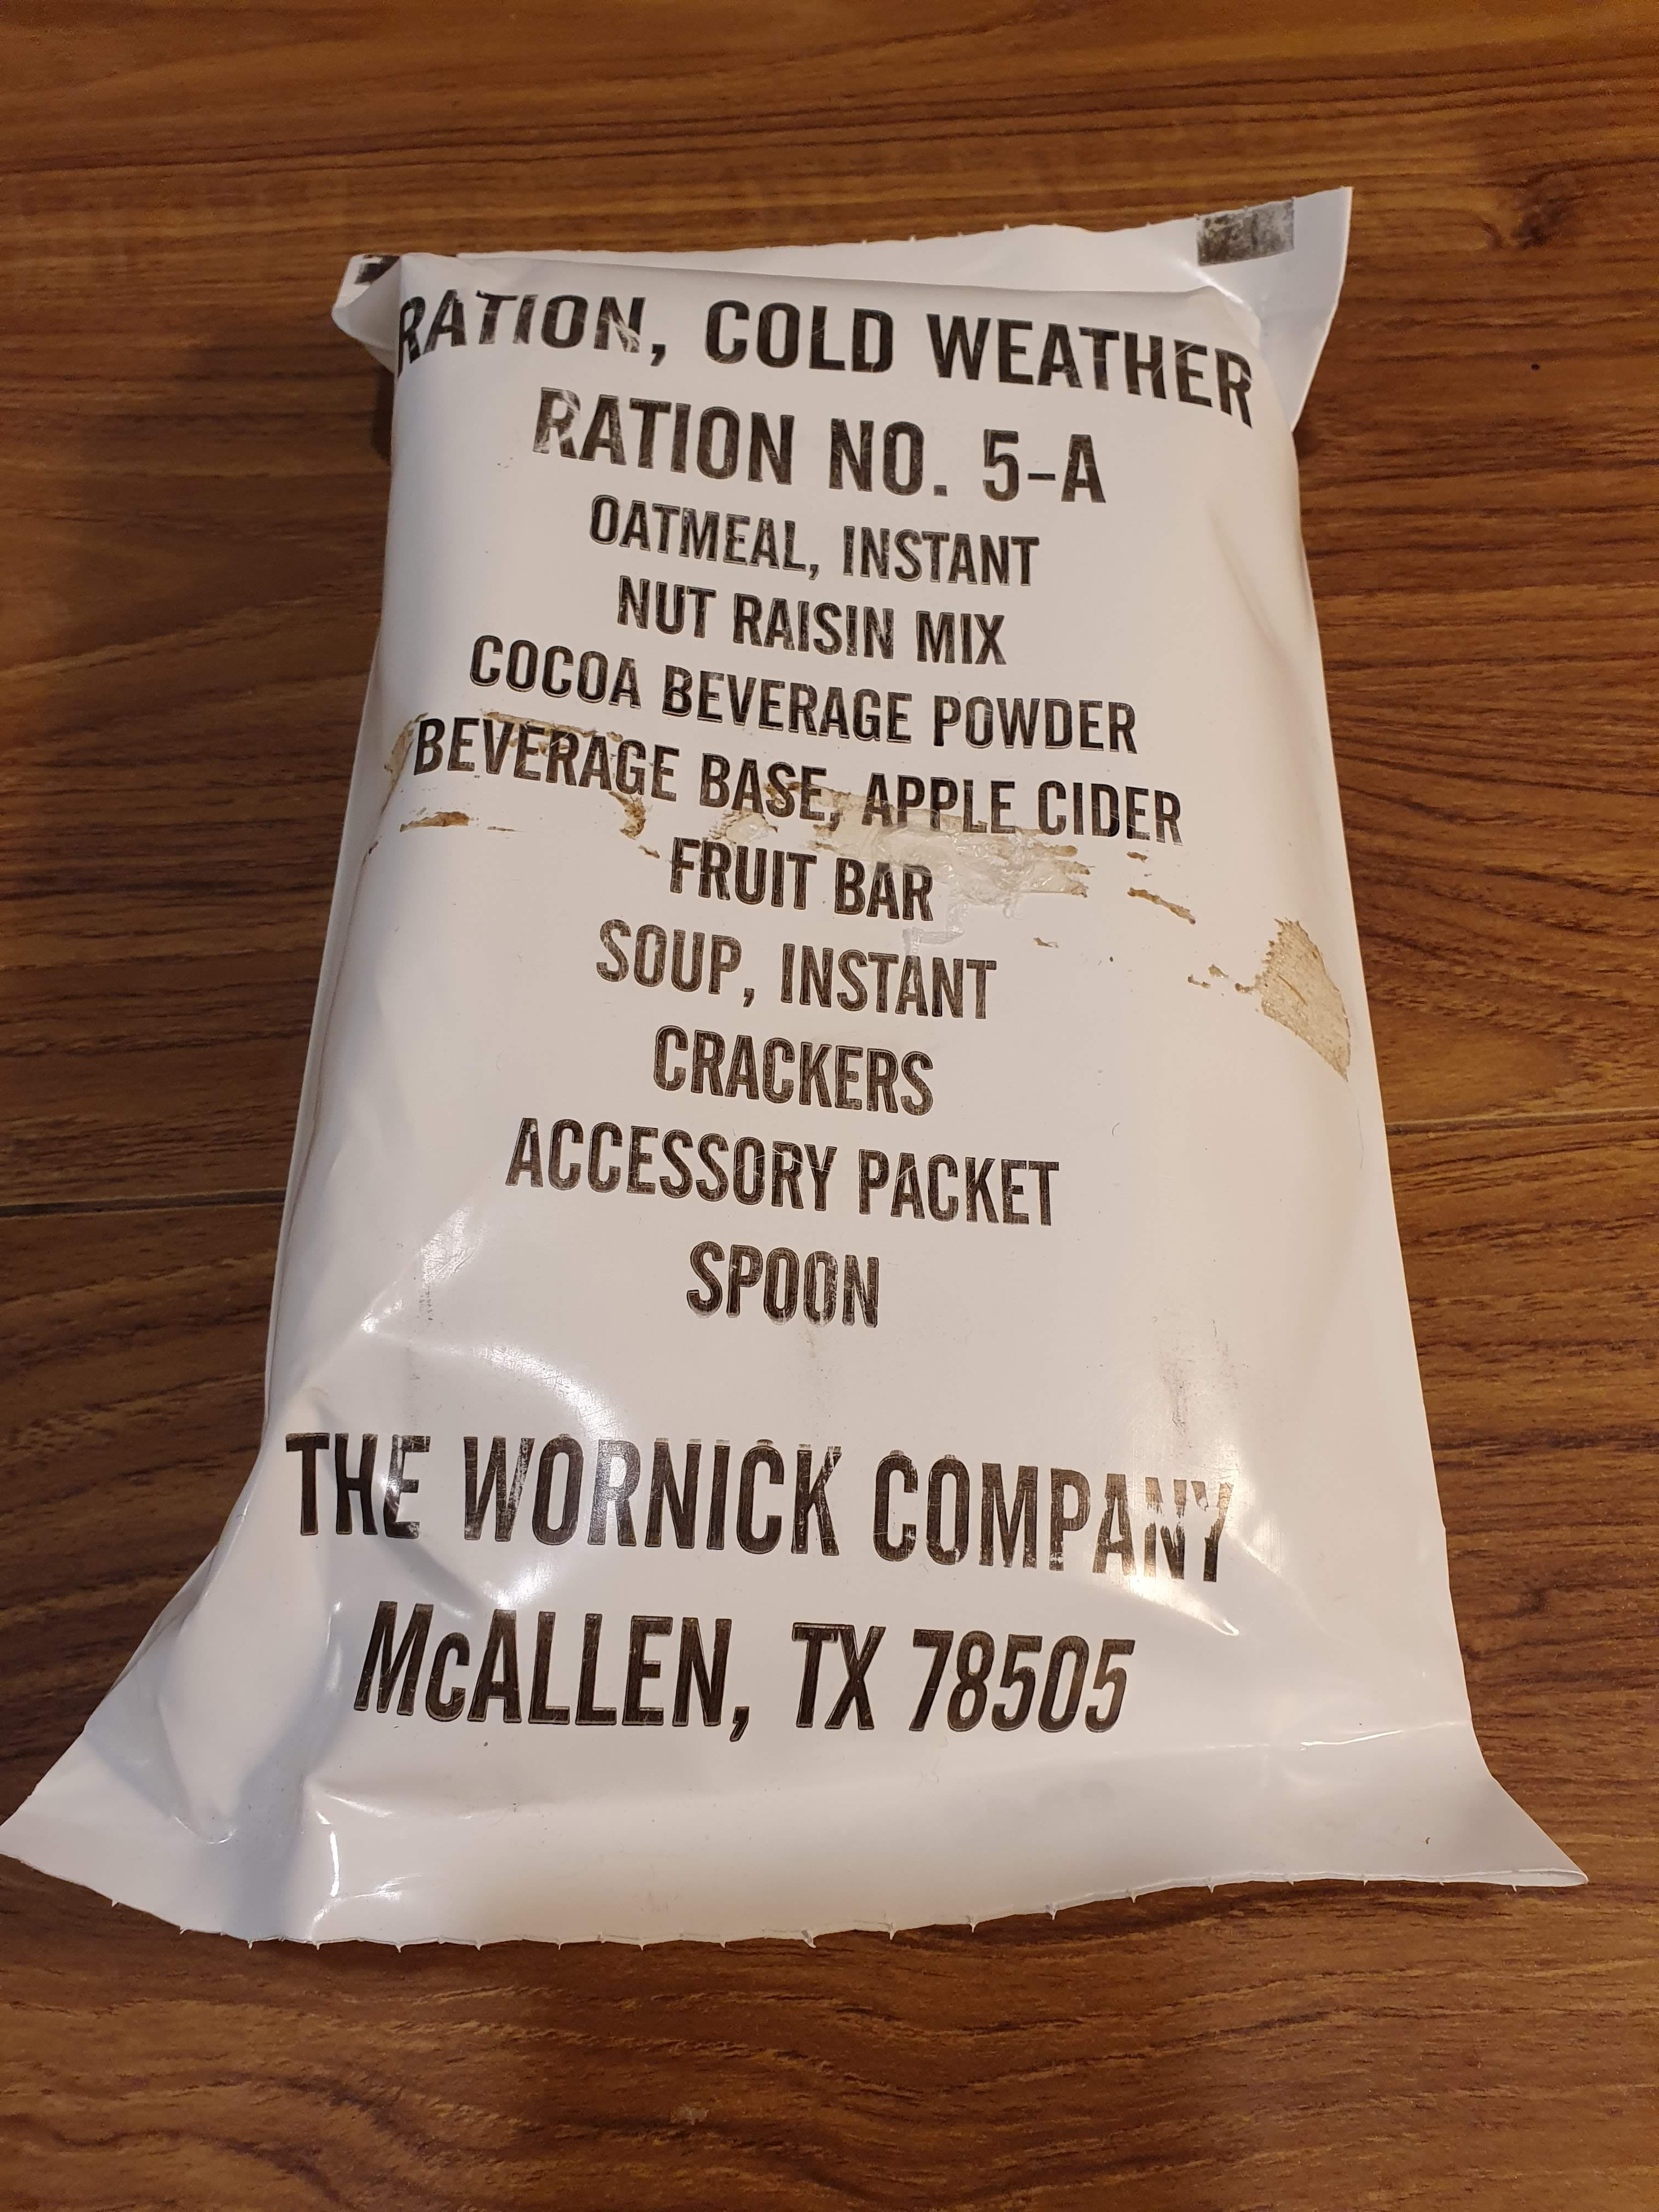 RATION, COLD WEATHER
RATION NO. 5-A
OATMEAL, INSTANT
NUT RAISIN MIX
COCOA BEVERAGE POWDER
BEVERAGE BASE, APPLE CIDER
FRUIT BAR
SOUP, INSTANT
CRACKERS
ACCESSORY PACKET
SPOON
THE WORNICK COMPANY
McALLEN, TX 78505